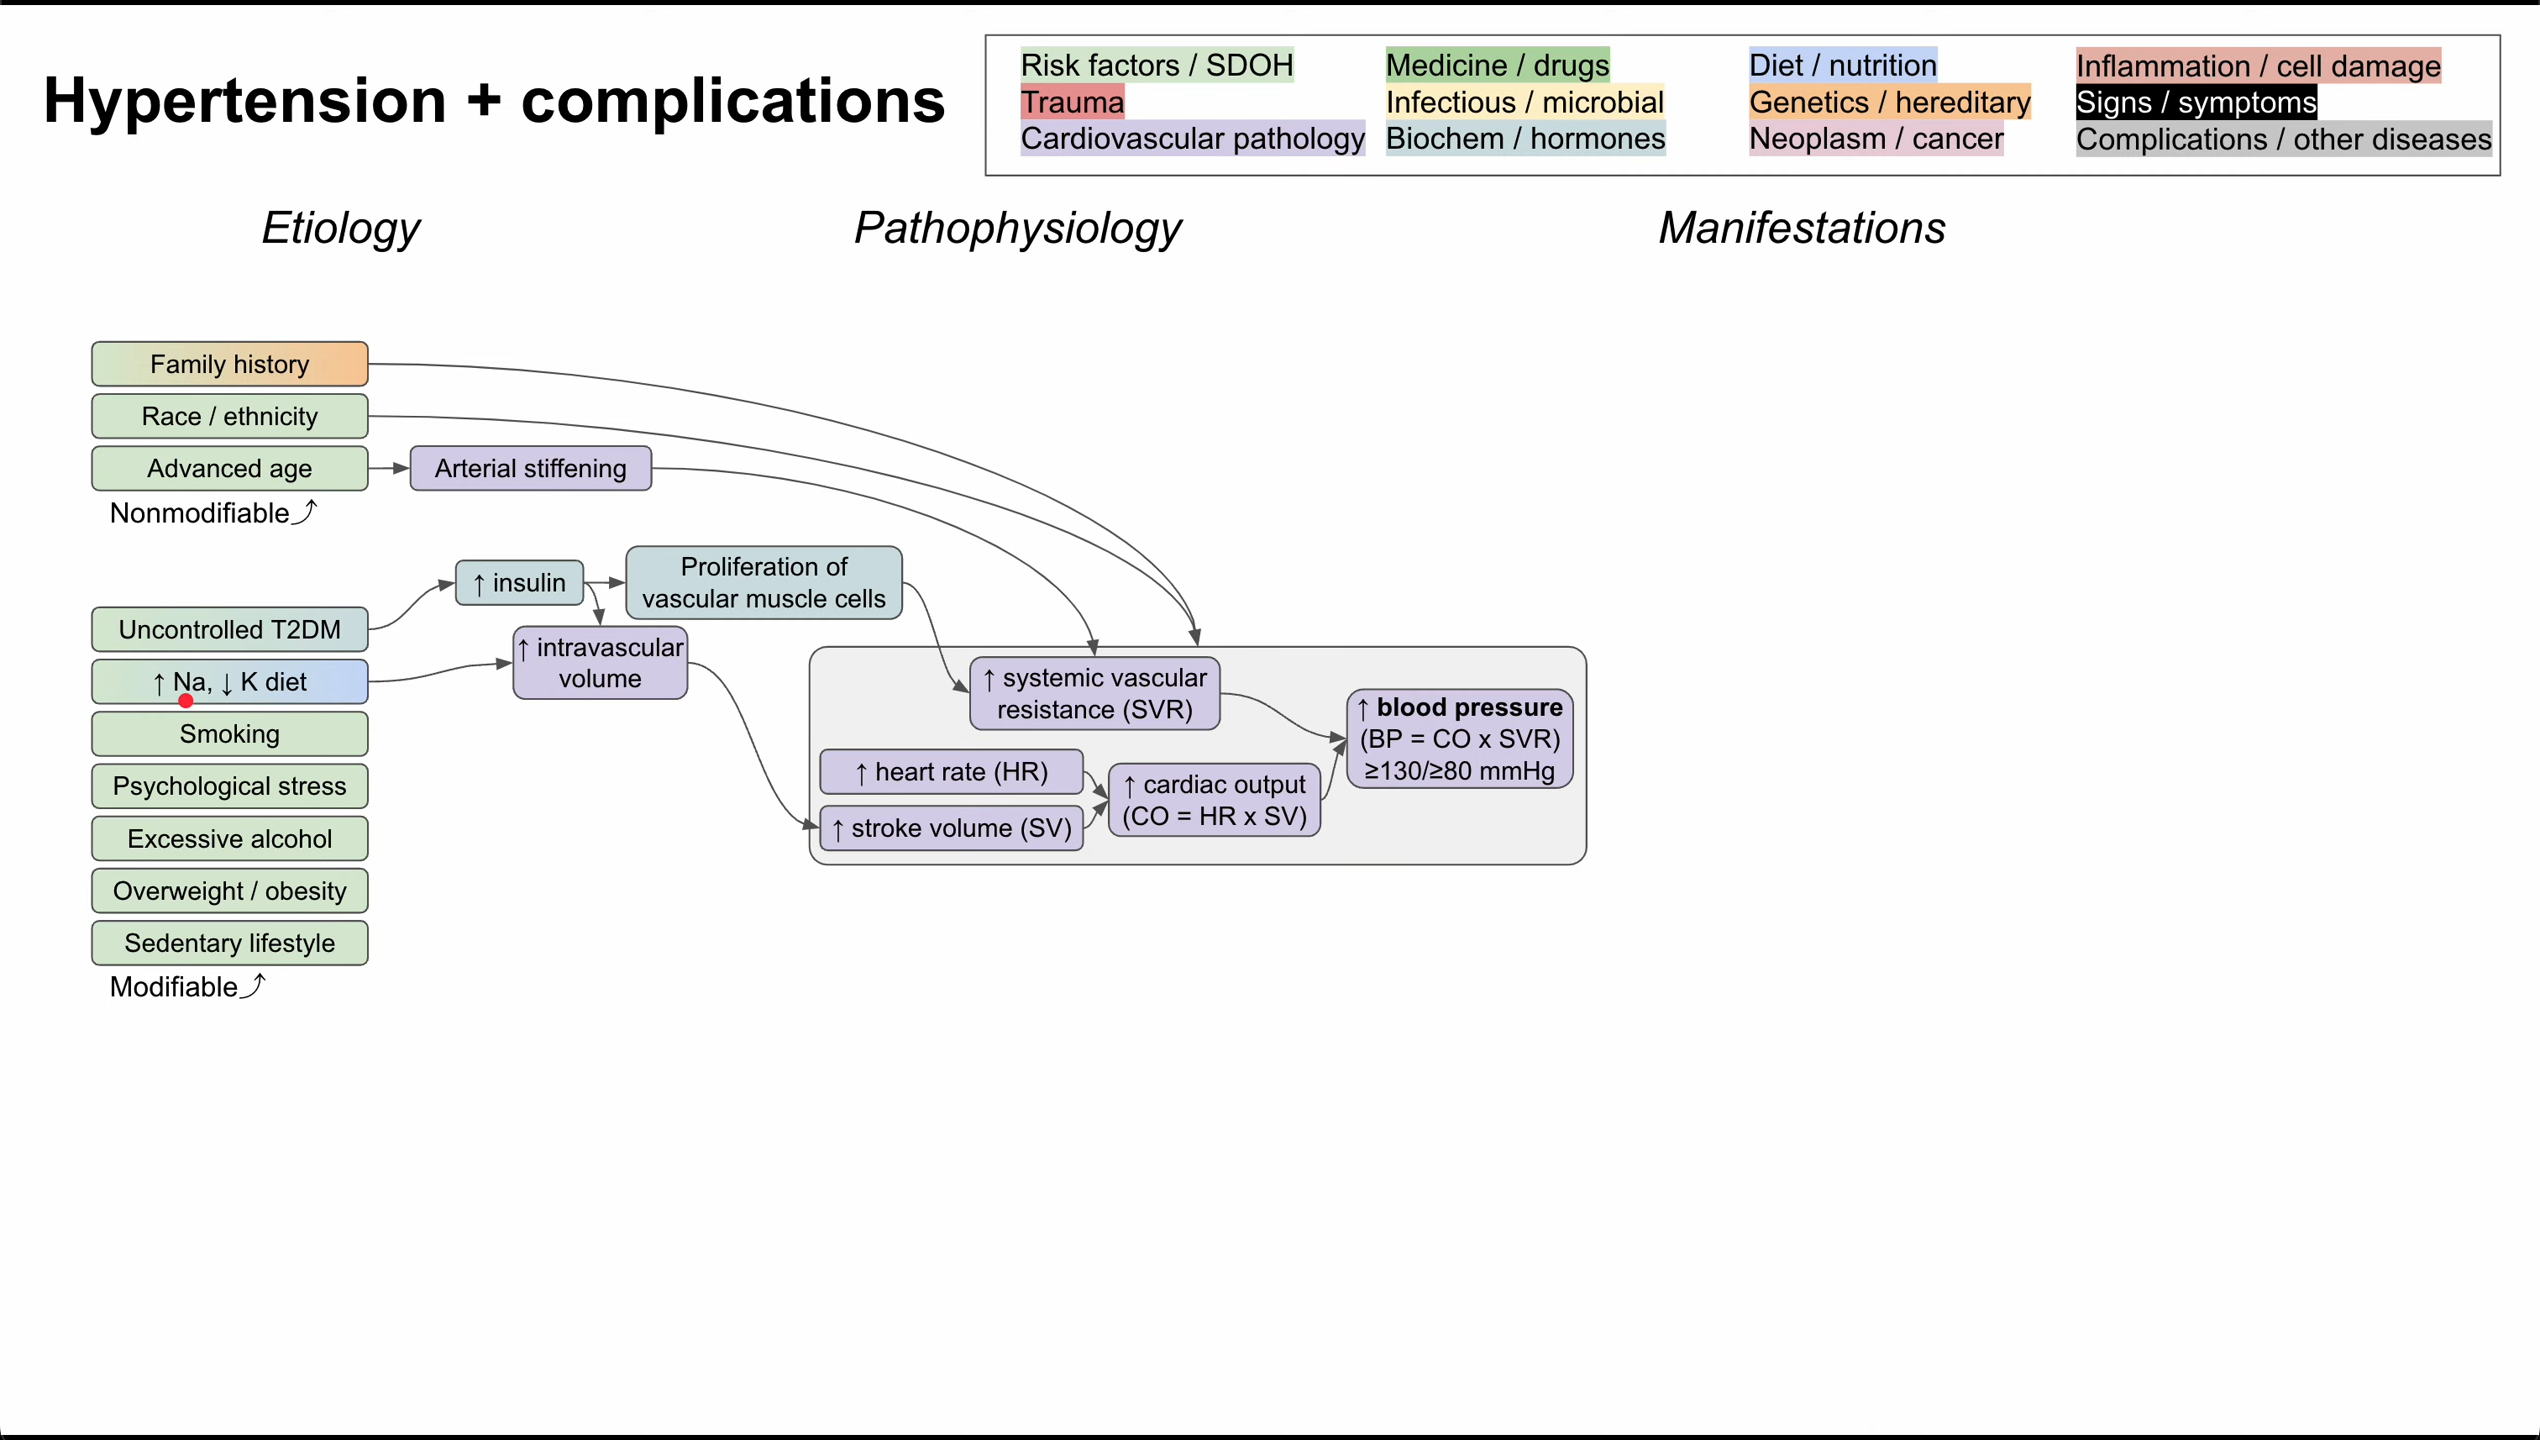 Hypertension + complications
Risk factors / SDOH
Trauma
Cardiovascular pathology
Medicine / drugs
Infectious / microbial
Biochem / hormones
Diet / nutrition
Genetics / hereditary
Neoplasm / cancer
Inflammation / cell damage
Signs / symptoms
Complications / other diseases
Etiology
Pathophysiology
Manifestations
Family history
Race / ethnicity
Advanced age
Arterial stiffening
Nonmodifiable⤴
↑ insulin
Proliferation of
vascular muscle cells
Uncontrolled T2DM
↑ intravascular
volume
↑ Na, ↓ K diet
Smoking
Psychological stress
Excessive alcohol
Overweight / obesity
Sedentary lifestyle
Modifiable⤴
↑ systemic vascular
resistance (SVR)
↑ heart rate (HR)
↑ stroke volume (SV)
↑ cardiac output
(CO = HR x SV)
↑ blood pressure
(BP = CO x SVR)
≥130/≥80 mmHg